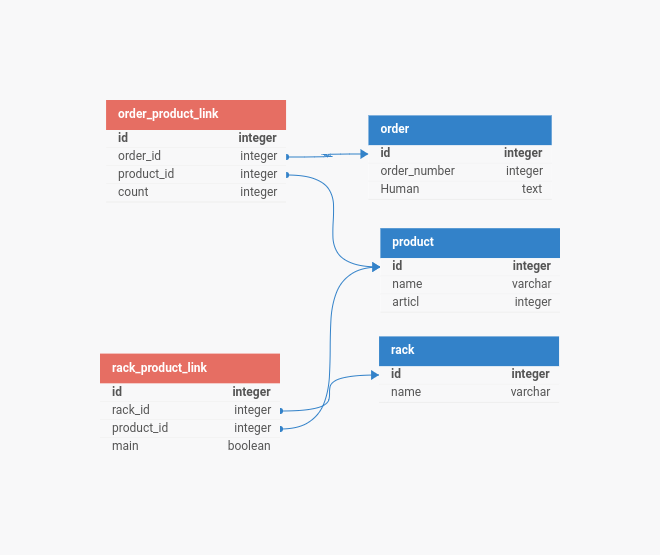 order_product_link
id integer
order_id integer
product_id integer
count integer
order
id integer
order_number integer
Human text
product
id integer
name varchar
articl integer
rack_product_link
id integer
rack_id integer
product_id integer
main boolean
rack
id integer
name varchar